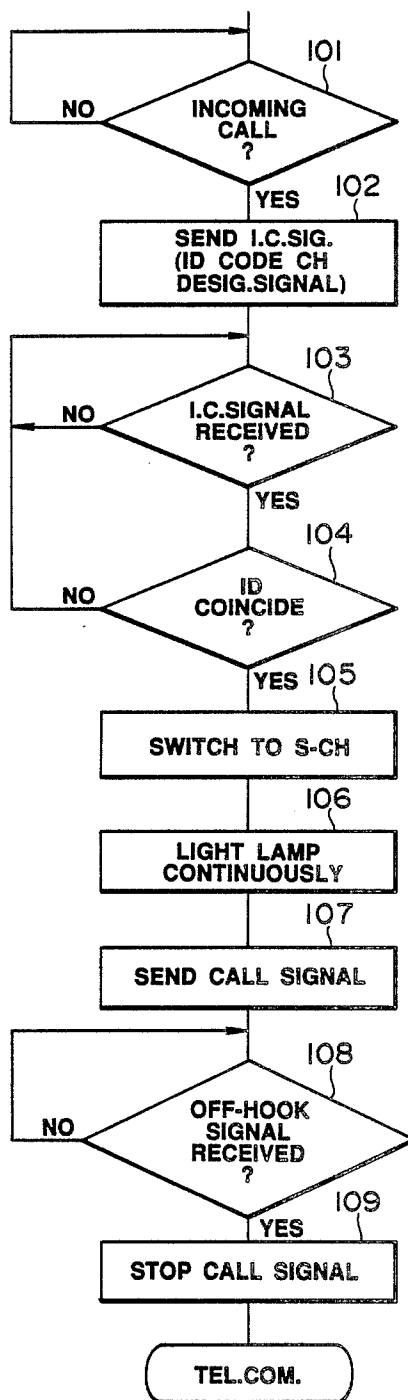 101
INCOMING
CALL
?
NO
YES
102
SEND I.C.SIG.
(ID CODE CH
DESIG.SIGNAL)
103
NO
I.C.SIGNAL
RECEIVED
?
YES
104
NO
ID
COINCIDE
?
YES
105
SWITCH TO S-CH
106
LIGHT LAMP
CONTINUOUSLY
107
SEND CALL SIGNAL
108
OFF-HOOK
SIGNAL
RECEIVED
?
NO
YES
109
STOP CALL SIGNAL
TEL.COM.